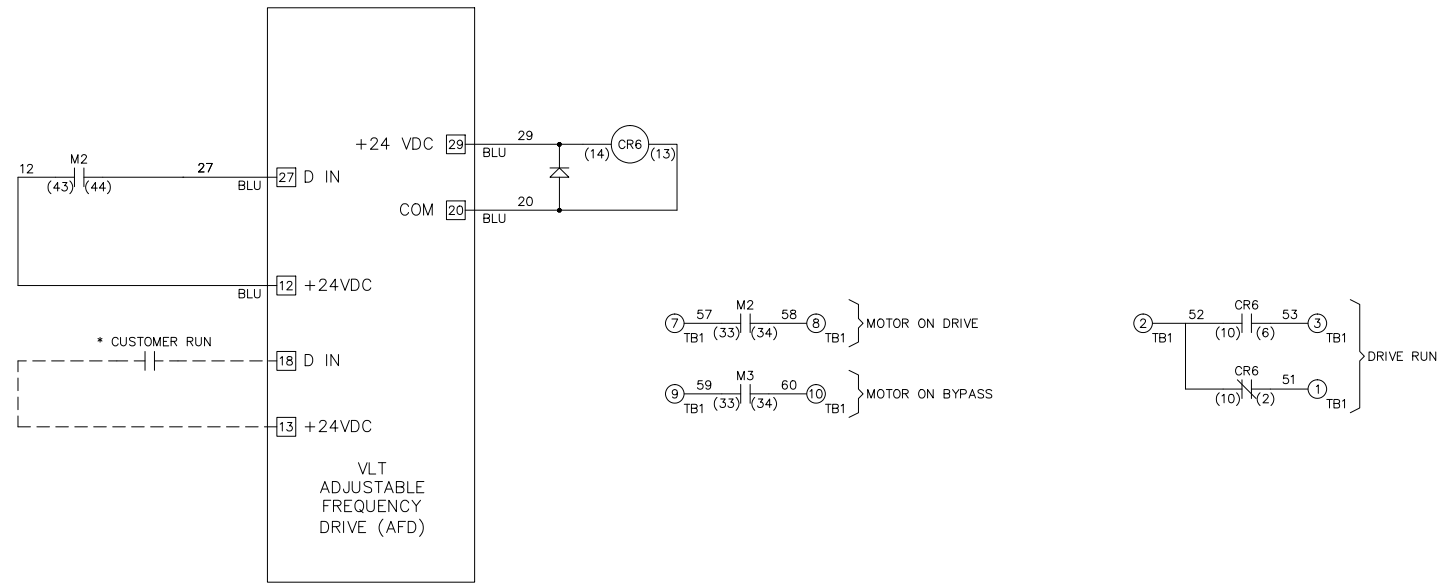 +24 VDC 29 29 BLU
(14) CR6 (13)
12 M2 27
(43) (44) BLU 27 D IN
COM 20 20 BLU
BLU 12 +24VDC
* CUSTOMER RUN
18 D IN
13 +24VDC
VLT
ADJUSTABLE
FREQUENCY
DRIVE (AFD)
M2
7 57 58 8 MOTOR ON DRIVE
TB1 (33) (34) TB1
M3
9 59 60 10 MOTOR ON BYPASS
TB1 (33) (34) TB1
CR6
2 52 53 3
TB1 (10) (6) TB1
DRIVE RUN
CR6
51 1
(10) (2) TB1